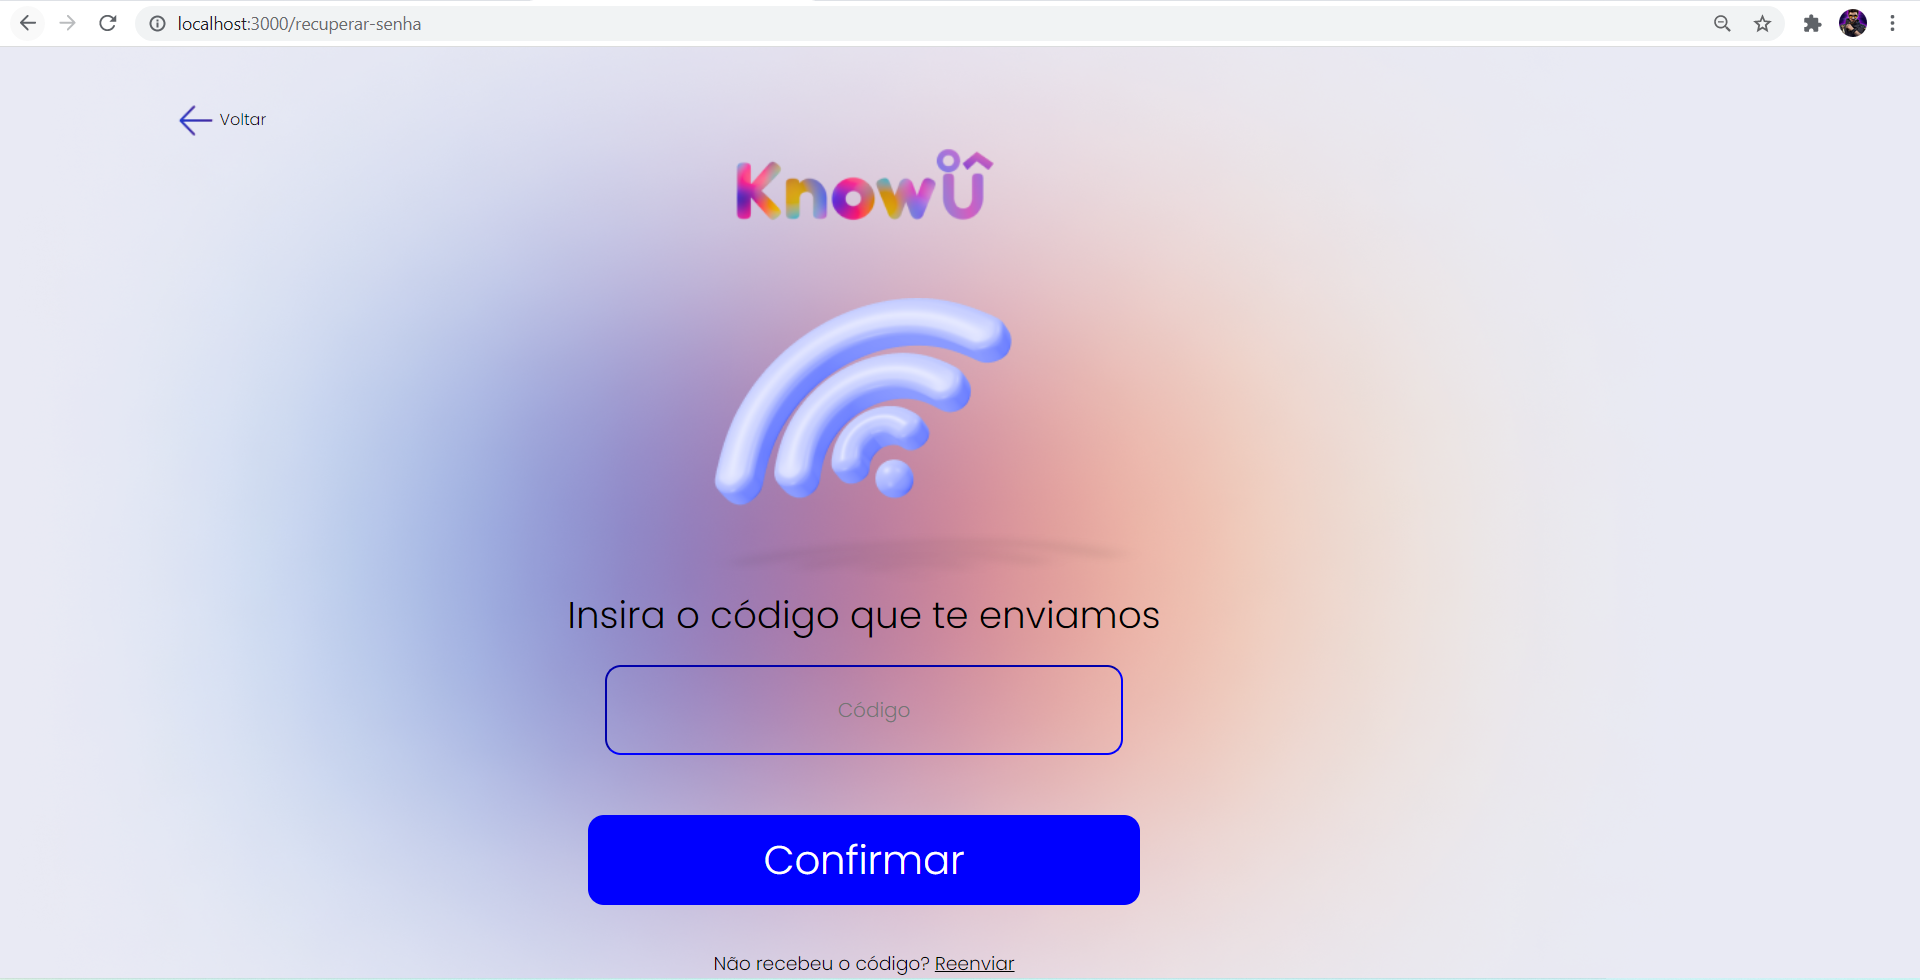 localhost:3000/recuperar-senha
Voltar
Knowû
Insira o código que te enviamos
Código
Confirmar
Não recebeu o código? Reenviar